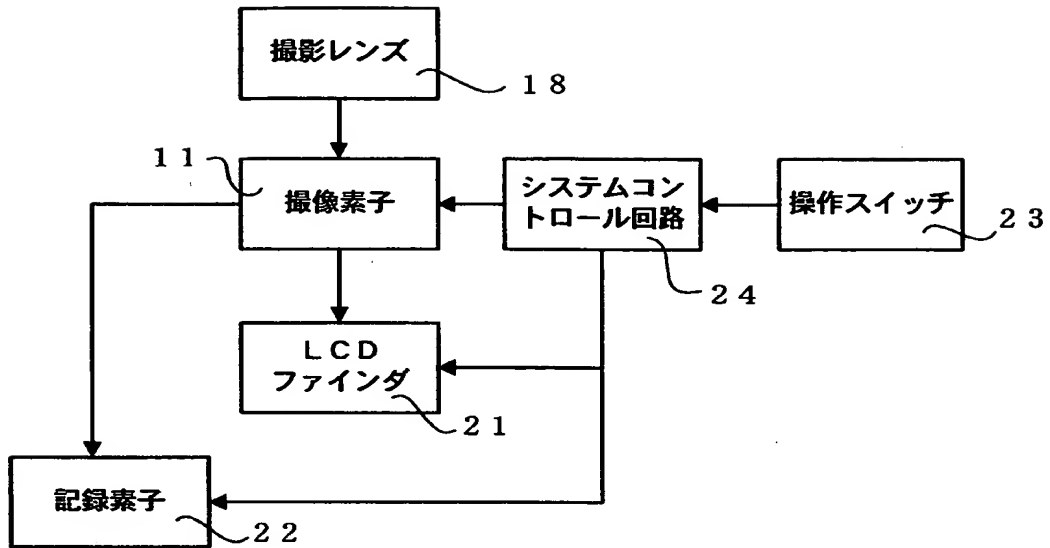 撮影レンズ
18
11
撮像素子
システムコン
トロール回路
操作スイッチ
23
24
LCD
ファインダ
21
記録素子
22